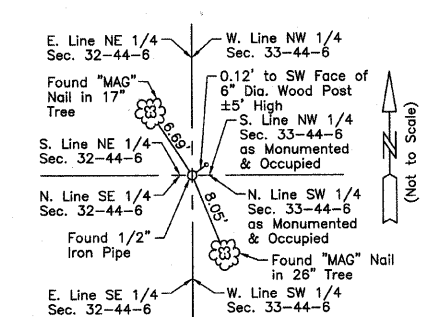 E. Line NE 1/4
Sec. 32-44-6
W. Line NW 1/4
Sec. 33-44-6
Found "MAG"
Nail in 17"
Tree
0.12' to SW Face of
6" Dia. Wood Post
±5' High
6.69'
S. Line NW 1/4
Sec. 33-44-6
as Monumented
& Occupied
S. Line NE 1/4
Sec. 32-44-6
N
(Not to Scale)
N. Line SE 1/4
Sec. 32-44-6
8.05'
N. Line SW 1/4
Sec. 33-44-6
as Monumented
& Occupied
Found 1/2"
Iron Pipe
Found "MAG" Nail
in 26" Tree
E. Line SE 1/4
Sec. 32-44-6
W. Line SW 1/4
Sec. 33-44-6